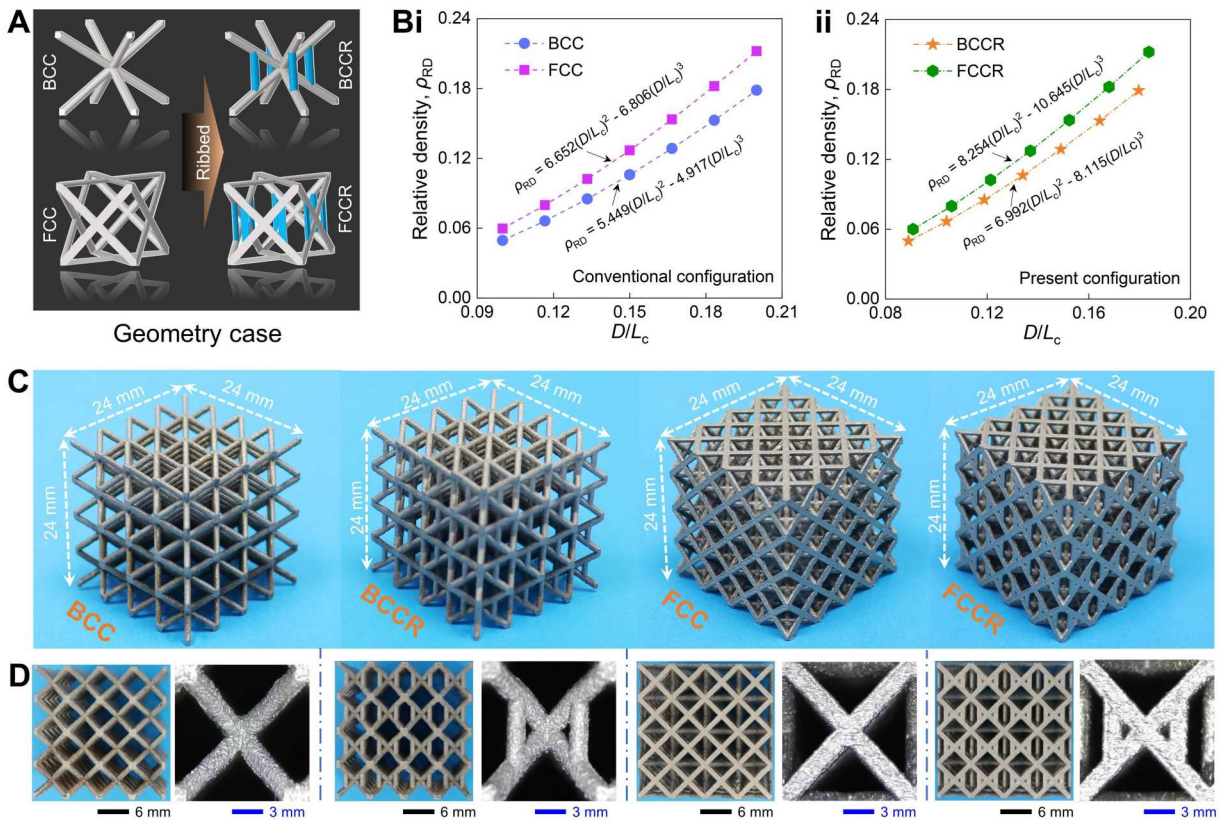 A
BCC
BCCR
Ribbed
FCC
FCCR
Geometry case
Bi
Relative density, ρRD
0.24
0.18
0.12
0.06
0.00
BCC
FCC
ρRD = 6.652(D/Lc)2 - 6.806(D/Lc)3
ρRD = 5.449(D/Lc)2 - 4.917(D/Lc)3
Conventional configuration
0.09
0.12
0.15
0.18
0.21
D/Lc
ii
Relative density, ρRD
0.24
0.18
0.12
0.06
0.00
BCCR
FCCR
ρRD = 8.254(D/Lc)2 - 10.645(D/Lc)3
ρRD = 6.992(D/Lc)2 - 8.115(D/Lc)3
Present configuration
0.08
0.12
0.16
0.20
D/Lc
C
24 mm
24 mm
24 mm
BCC
24 mm
24 mm
24 mm
BCCR
24 mm
24 mm
24 mm
FCC
24 mm
24 mm
24 mm
FCCR
D
6 mm
3 mm
6 mm
3 mm
6 mm
3 mm
6 mm
3 mm